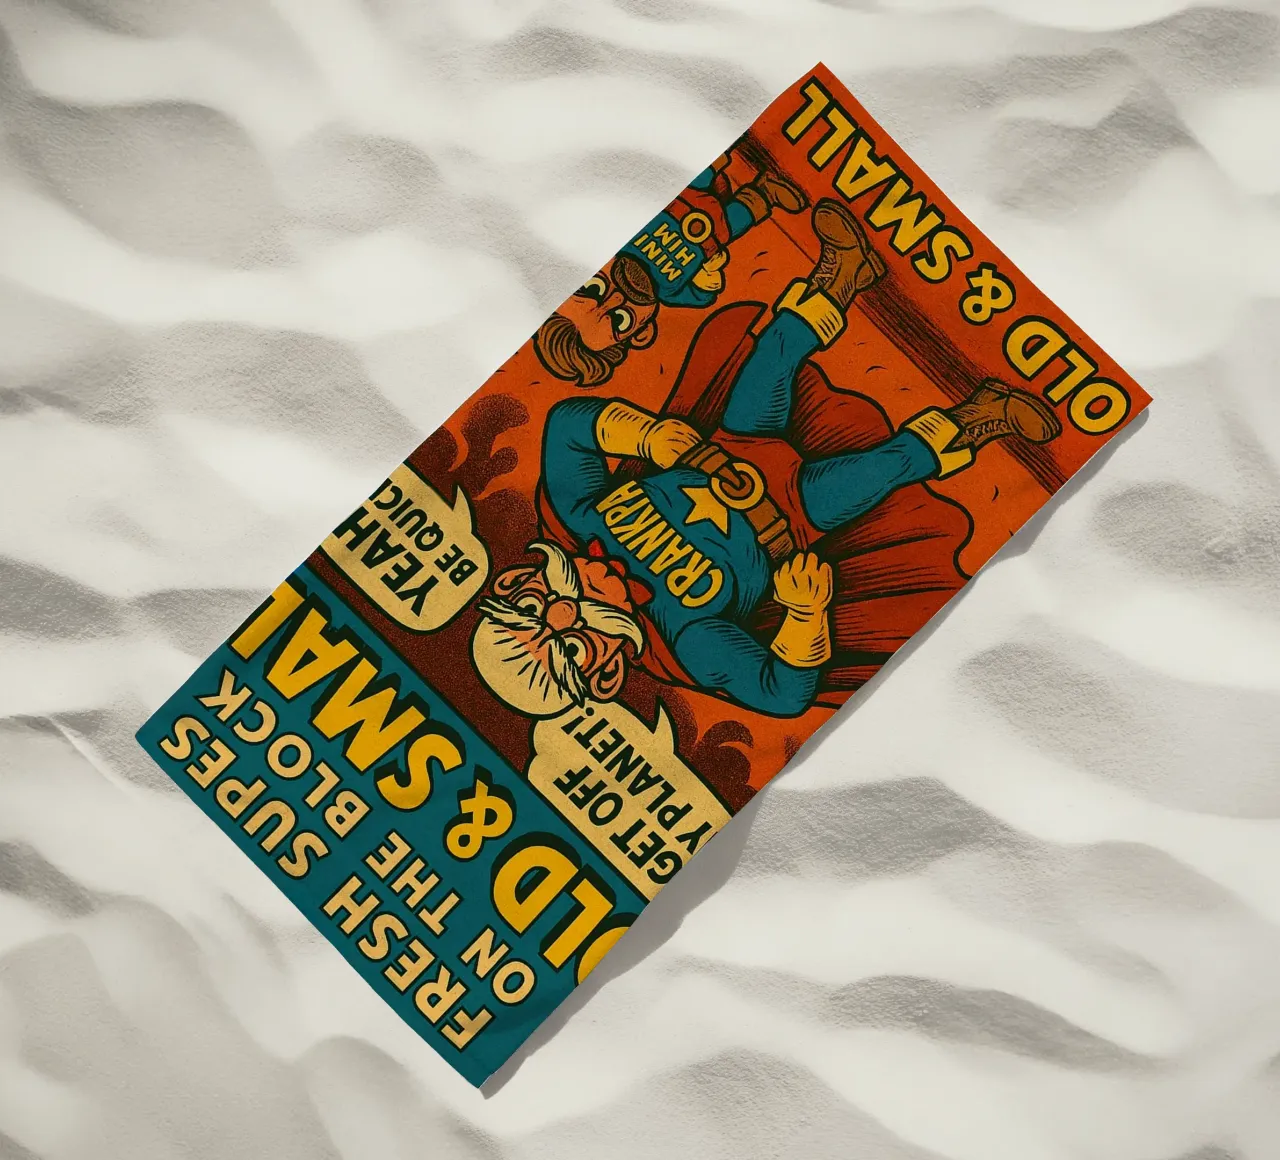 FRESH SUPES
ON THE BLOCK
OLD & SMAL
GET OFF
Y PLANET!
YEAH
BE QUIC
CRANKPA
C
MINI
HIM
OLD & SMALL